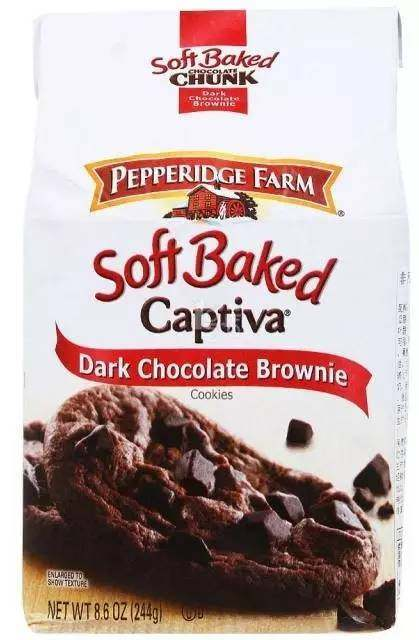 Soft Baked
CHOCOLATE
CHUNK
Dark
Chocolate
Brownie
PEPPERIDGE FARM®
Soft Baked
Captiva®
Dark Chocolate Brownie
Cookies
ENLARGED TO
SHOW TEXTURE
NET WT 8.6 OZ (244g)
U D